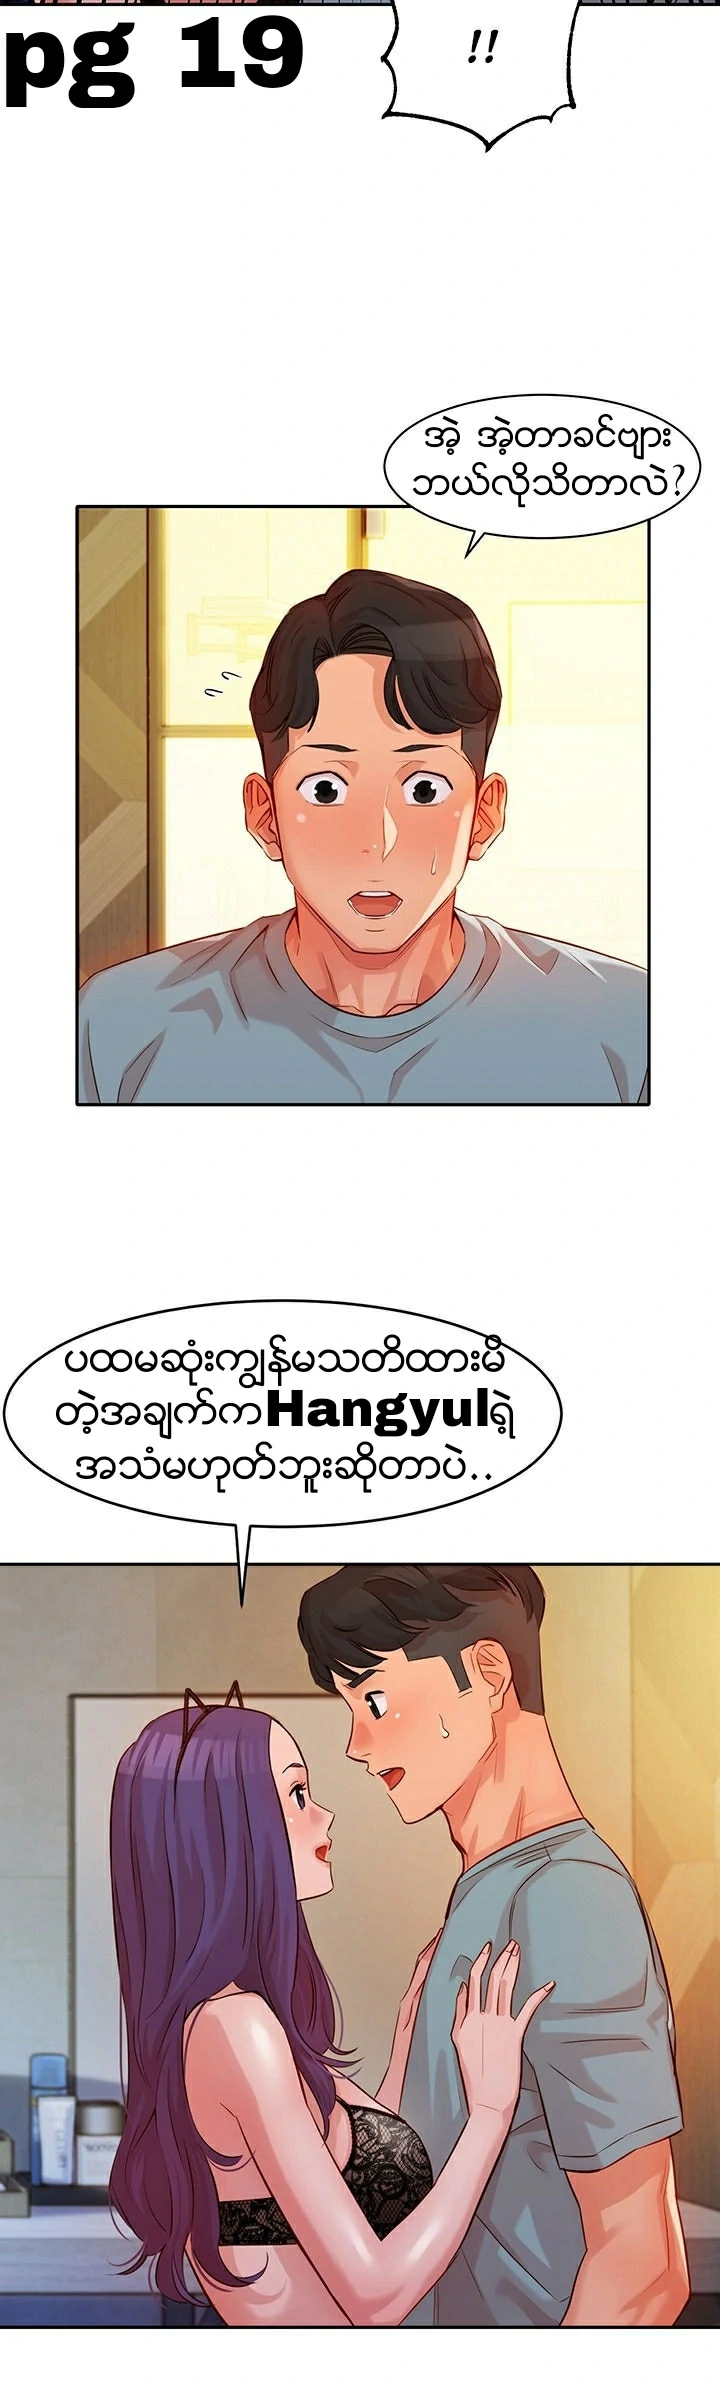 pg 19
!!
အဲ့ အဲ့တာခင်ဗျား
ဘယ်လိုသိတာလဲ?
ပထမဆုံးကျွန်မသတိထားမိ
တဲ့အချက်ကHangyulရဲ့
အသံမဟုတ်ဘူးဆိုတာပဲ..